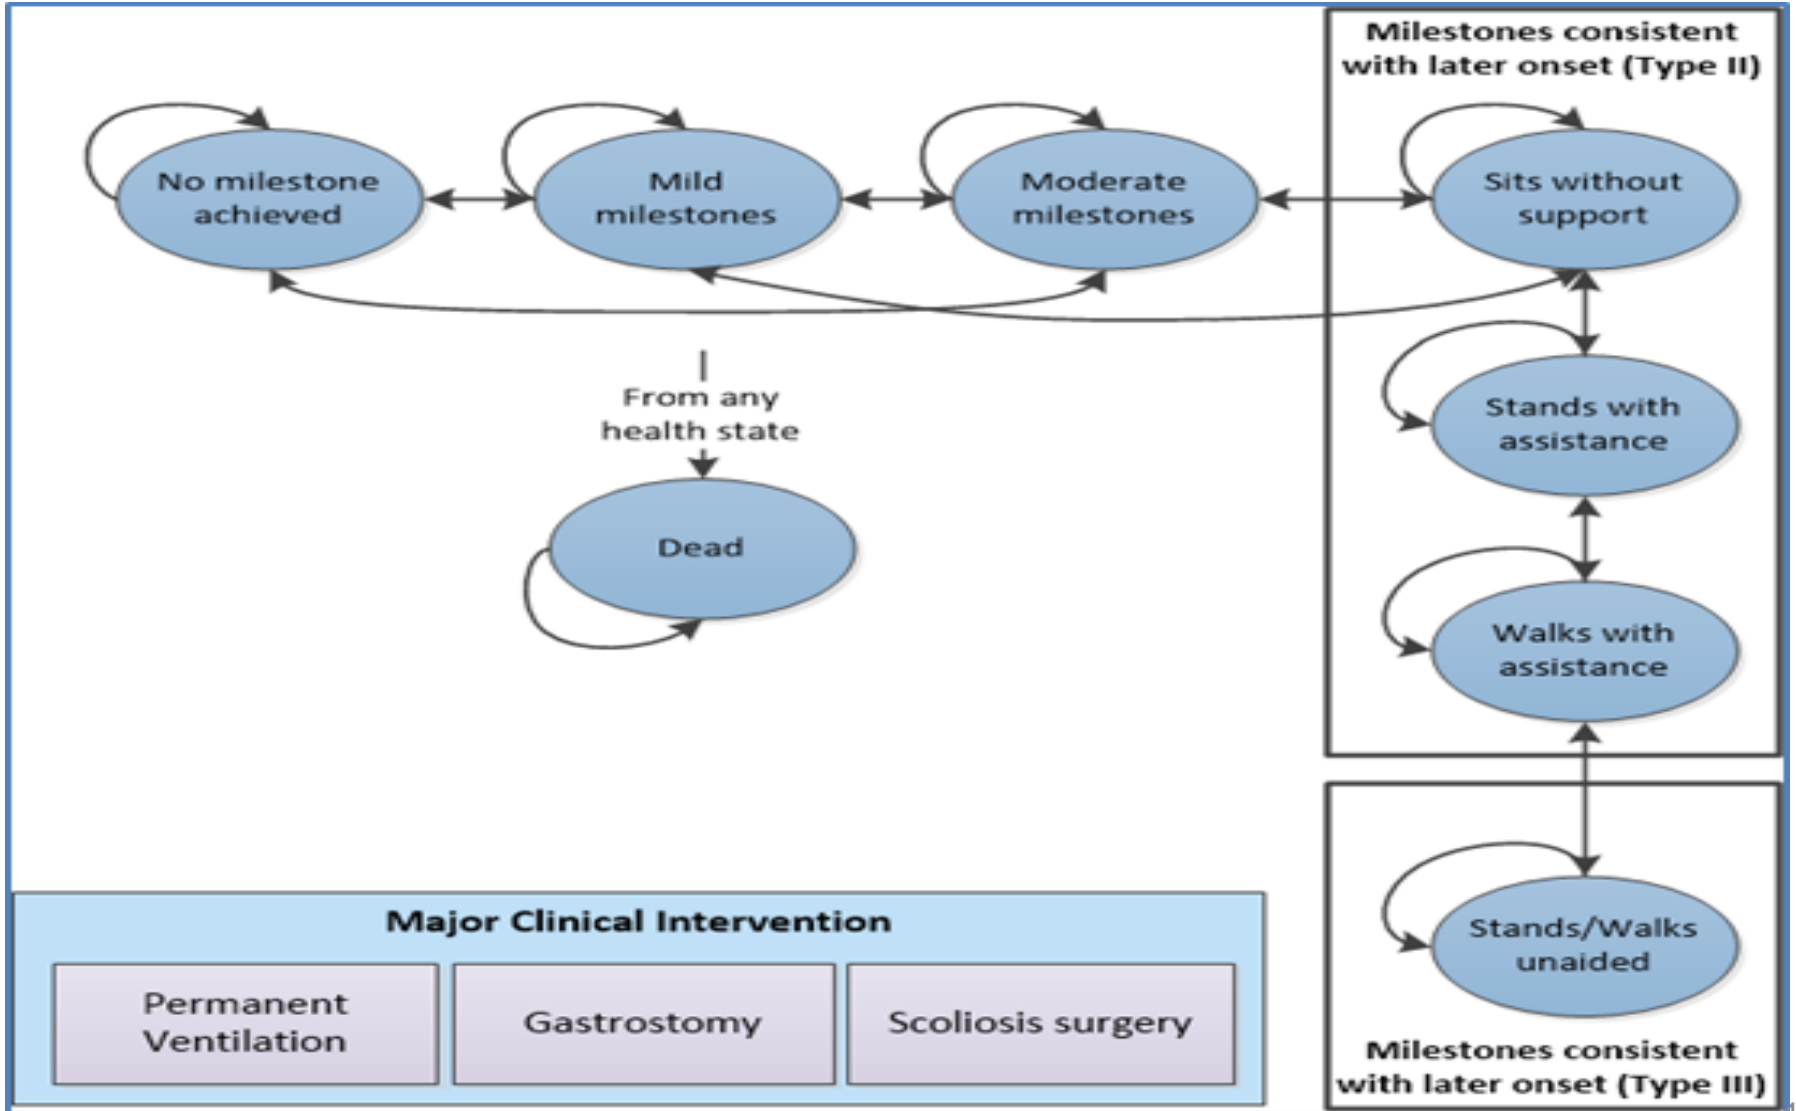 Milestones consistent
with later onset (Type II)
No milestone
achieved
Mild
milestones
Moderate
milestones
Sits without
support
From any
health state
Stands with
assistance
Dead
Walks with
assistance
Major Clinical Intervention
Permanent
Ventilation
Gastrostomy
Scoliosis surgery
Stands/Walks
unaided
Milestones consistent
with later onset (Type III)